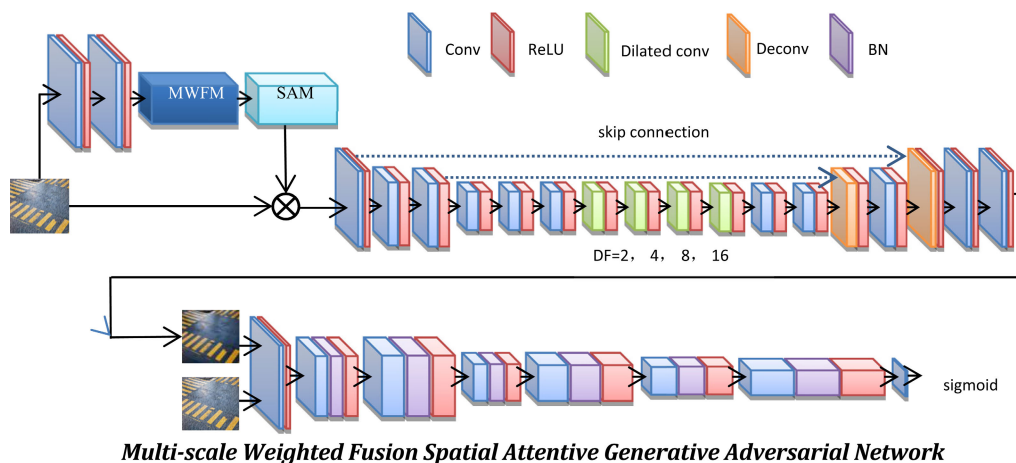 Conv
ReLU
Dilated conv
Deconv
BN
MWFM
SAM
skip connection
DF=2, 4, 8, 16
sigmoid
Multi-scale Weighted Fusion Spatial Attentive Generative Adversarial Network